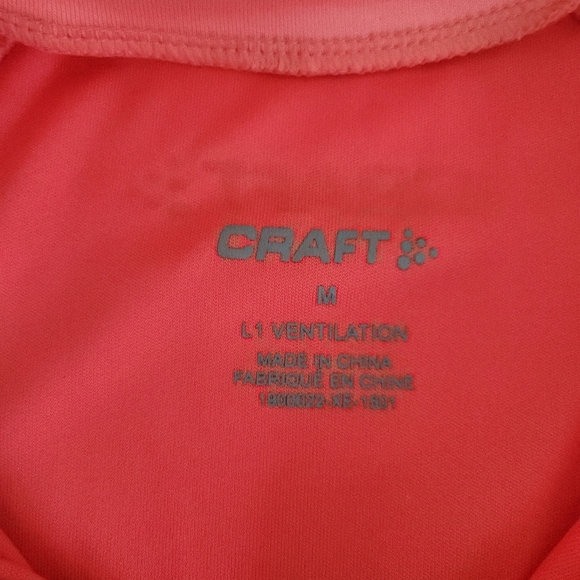 CRAFT
M
L1 VENTILATION
MADE IN CHINA
FABRIQUÉ EN CHINE